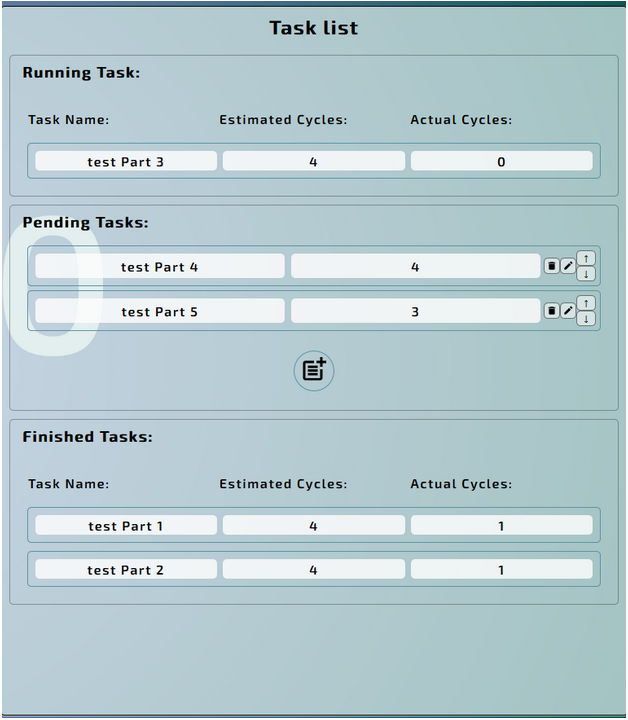 Task list
Running Task:
Task Name: Estimated Cycles: Actual Cycles:
test Part 3 4 0
Pending Tasks:
test Part 4 4 ↑
↓
test Part 5 3 ↑
↓
0
Finished Tasks:
Task Name: Estimated Cycles: Actual Cycles:
test Part 1 4 1
test Part 2 4 1